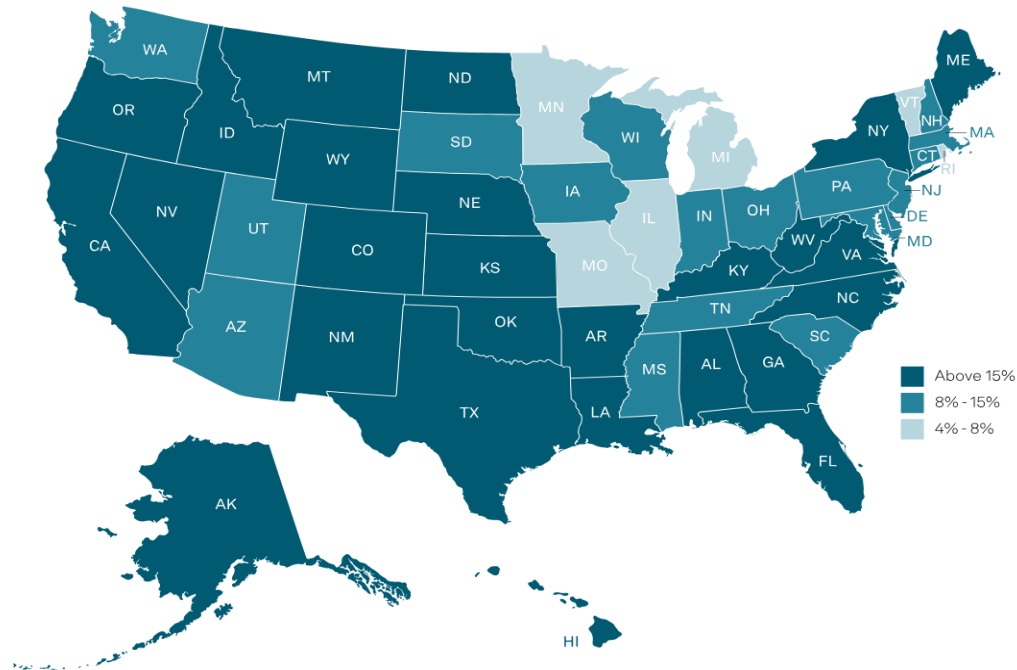 WA
MT
ND
ME
MN
VT
OR
NH
ID
NY
MA
WI
SD
MI
WY
CT
RI
PA
NJ
IA
NE
OH
IN
DE
NV
IL
UT
MD
WV
CA
CO
VA
MO
KS
KY
NC
TN
OK
AZ
NM
AR
SC
AL
GA
MS
TX
LA
FL
AK
HI
Above 15%
8% - 15%
4% - 8%